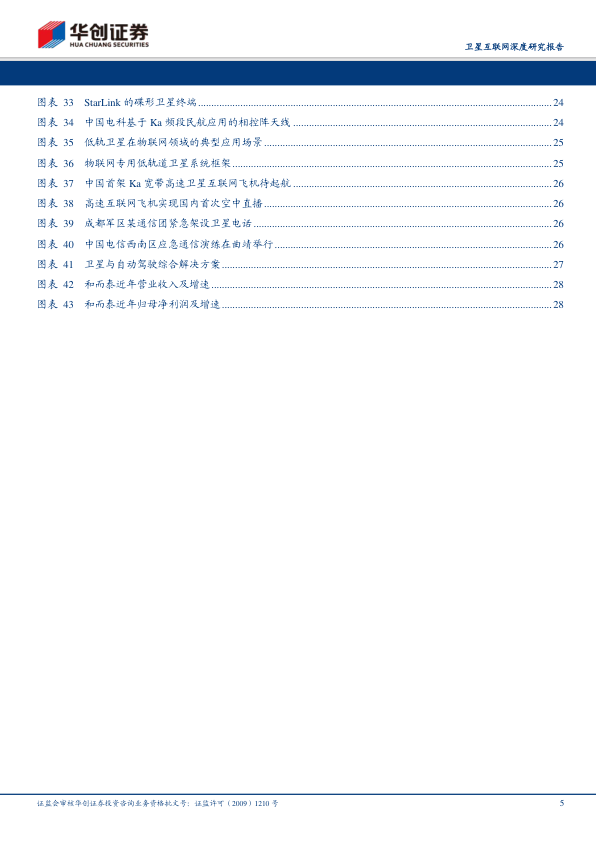 华创证券
HUA CHUANG SECURITIES
卫星互联网深度研究报告
图表 33 StarLink 的碟形卫星终端 24
图表 34 中国电科基于 Ka 频段民航应用的相控阵天线 24
图表 35 低轨卫星在物联网领域的典型应用场景 25
图表 36 物联网专用低轨道卫星系统框架 25
图表 37 中国首架 Ka 宽带高速卫星互联网飞机待起航 26
图表 38 高速互联网飞机实现国内首次空中直播 26
图表 39 成都军区某通信团紧急架设卫星电话 26
图表 40 中国电信西南区应急通信演练在曲靖举行 26
图表 41 卫星与自动驾驶综合解决方案 27
图表 42 和而泰近年营业收入及增速 28
图表 43 和而泰近年归母净利润及增速 28
证监会审核华创证券投资咨询业务资格批文号：证监许可（2009）1210 号 5